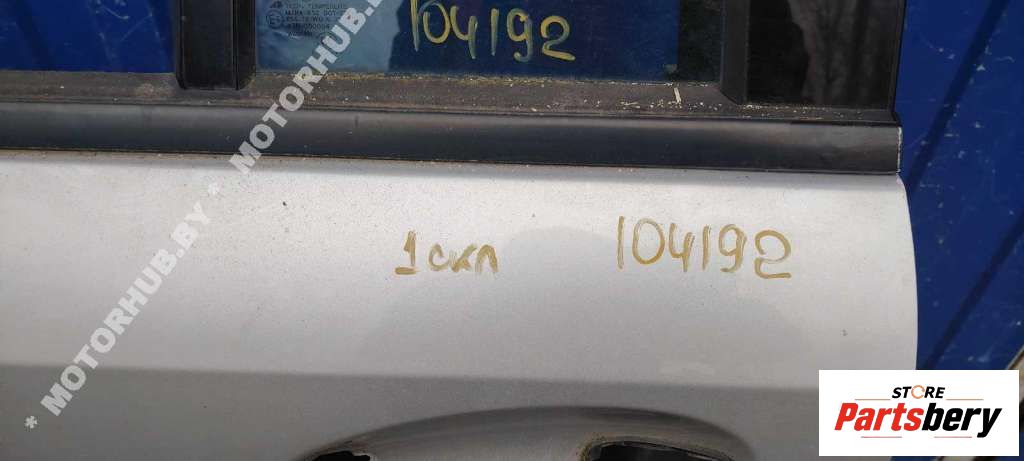 104192
1 скл
104192
* MOTORHUB.BY * MOTORHUB.BY *
STORE
Partsbery